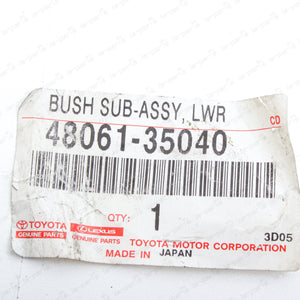 BUSH SUB-ASSY, LWR
CD
48061-35040
QTY: 1
TOYOTA LEXUS
GENUINE PARTS GENUINE PARTS TOYOTA MOTOR CORPORATION
3D05
MADE IN JAPAN